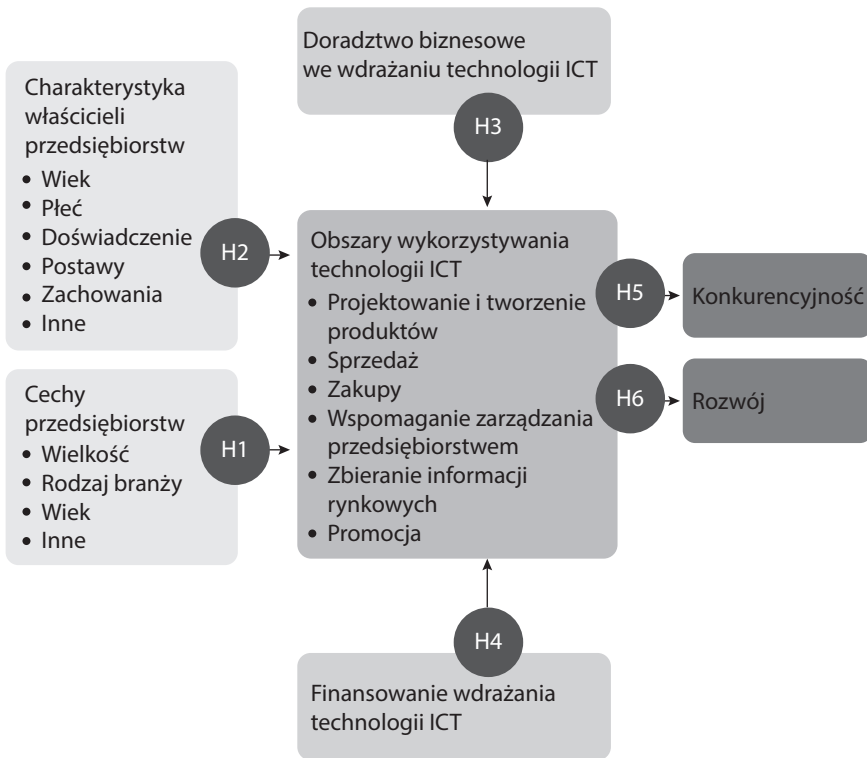 Doradztwo biznesowe
we wdrażaniu technologii ICT
H3
Charakterystyka
właścicieli
przedsiębiorstw
• Wiek
• Płeć
• Doświadczenie
• Postawy
• Zachowania
• Inne
H2
Cechy
przedsiębiorstw
• Wielkość
• Rodzaj branży
• Wiek
• Inne
H1
Obszary wykorzystywania
technologii ICT
• Projektowanie i tworzenie
produktów
• Sprzedaż
• Zakupy
• Wspomaganie zarządzania
przedsiębiorstwem
• Zbieranie informacji
rynkowych
• Promocja
H5
Konkurencyjność
H6
Rozwój
H4
Finansowanie wdrażania
technologii ICT